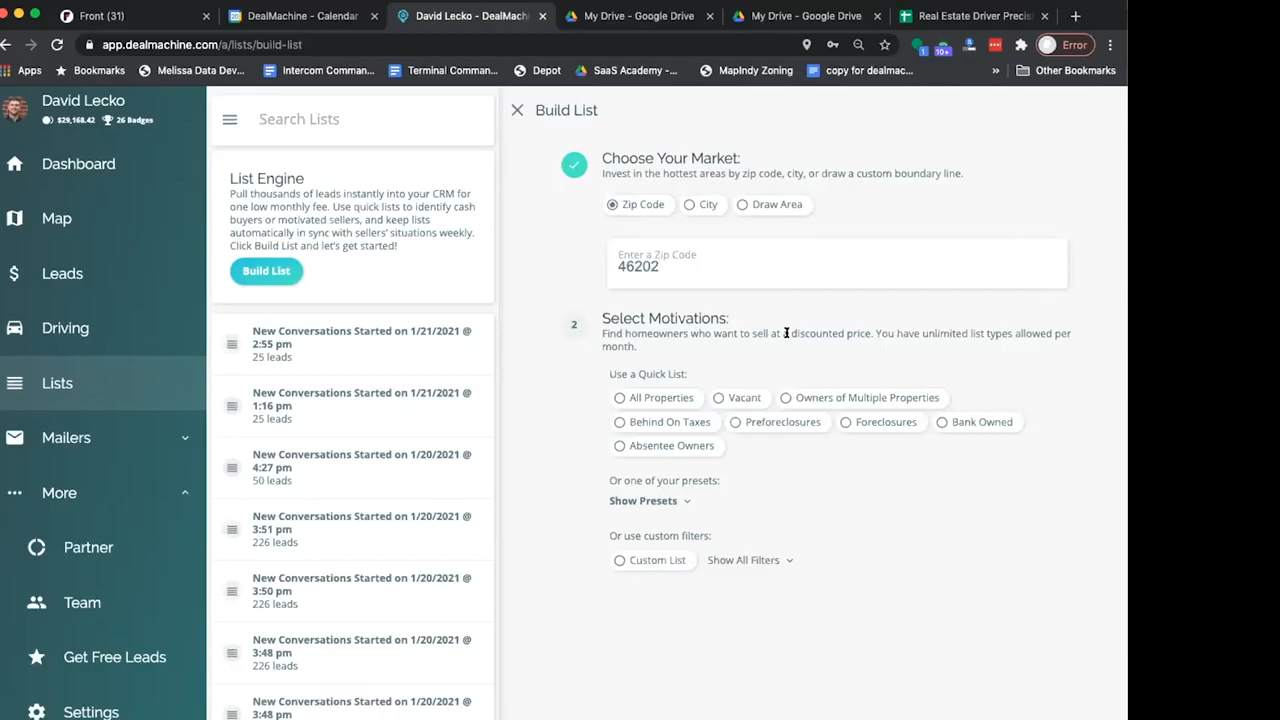 Front (31)
DealMachine - Calendar
David Lecko - DealMach
My Drive - Google Drive
My Drive - Google Drive
Real Estate Driver Precis
app.dealmachine.com/a/lists/build-list
1
10+
Error
Apps
Bookmarks
Melissa Data Dev...
Intercom Comman...
Terminal Comman...
Depot
SaaS Academy -...
MapIndy Zoning
copy for dealmac...
»
Other Bookmarks
David Lecko
$29,168.42
26 Badges
Dashboard
Map
Leads
Driving
Lists
Mailers
More
Partner
Team
Get Free Leads
Settings
Search Lists
List Engine
Pull thousands of leads instantly into your CRM for
one low monthly fee. Use quick lists to identify cash
buyers or motivated sellers, and keep lists
automatically in sync with sellers' situations weekly.
Click Build List and let's get started!
Build List
New Conversations Started on 1/21/2021 @
2:55 pm
25 leads
New Conversations Started on 1/21/2021 @
1:16 pm
25 leads
New Conversations Started on 1/20/2021 @
4:27 pm
50 leads
New Conversations Started on 1/20/2021 @
3:51 pm
226 leads
New Conversations Started on 1/20/2021 @
3:50 pm
226 leads
New Conversations Started on 1/20/2021 @
3:48 pm
226 leads
New Conversations Started on 1/20/2021 @
3:48 pm
Build List
Choose Your Market:
Invest in the hottest areas by zip code, city, or draw a custom boundary line.
Zip Code
City
Draw Area
Enter a Zip Code
46202
2
Select Motivations:
Find homeowners who want to sell at a discounted price. You have unlimited list types allowed per
month.
Use a Quick List:
All Properties
Vacant
Owners of Multiple Properties
Behind On Taxes
Preforeclosures
Foreclosures
Bank Owned
Absentee Owners
Or one of your presets:
Show Presets
Or use custom filters:
Custom List
Show All Filters